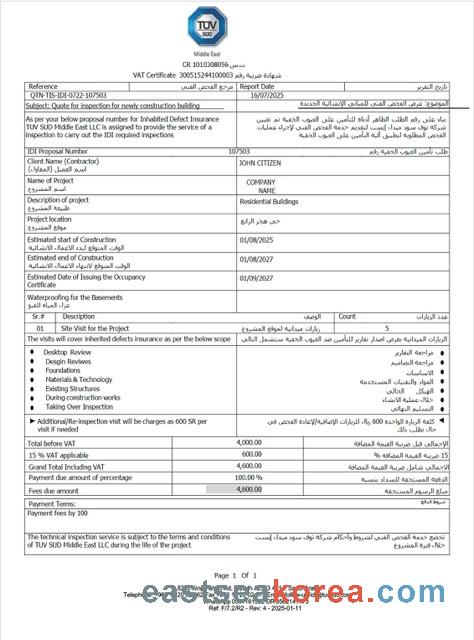 TÜV
SUD
Middle East
CR 1010308056 س.ت
VAT Certificate 300515244100003 شهادة ضريبة رقم
Reference مرجع الفحص الفني Report Date تاريخ التقرير
QTN-TIS-IDI-0722-107503 16/07/2025
Subject: Quote for inspection for newly construction building
الموضوع: عرض الفحص الفني للمباني الإنشائية الجديدة
As per your below proposal number for Inhabited Defect Insurance
TUV SUD Middle East LLC is assigned to provide the service of a
inspection to carry out the IDI required inspections
بناء على رقم الطلب الظاهر أدناه للتأمين على العيوب الخفية تم تعيين
شركة توف سود ميدل إيست لتقديم خدمة الفحص الفني لإجراء عمليات
الفحص المطلوبة لتطبيق آلية التأمين على العيوب الخفية
IDI Proposal Number 107503 طلب تأمين العيوب الخفية رقم
Client Name (Contractor) JOHN CITIZEN
اسم العميل (المقاول)
Name of Project COMPANY
اسم المشروع NAME
Description of project Residential Buildings
طبيعة المشروع
Project location حي هجر الرابع
موقع المشروع
Estimated start of Construction 01/08/2025
الوقت المتوقع لبدء الاعمال الانشائية
Estimated end of Construction 01/08/2027
الوقت المتوقع لانتهاء الاعمال الانشائية
Estimated Date of Issuing the Occupancy 01/09/2027
Certificate
Waterproofing for the Basements
عزل المياه للقبو
Sr.# Description الوصف Count عدد الزيارات
01 Site Visit for the Project زيارات ميدانية لموقع المشروع 5
The visits will cover inherited defects insurance as per the below scope
الزيارات الميدانية بغرض اصدار تقارير للتأمين ضد العيوب الخفية ستشمل التالي
Desktop Review مراجعة التقارير
Desgin Reviwes مراجعة التصاميم
Foundations الاساسات
Materials & Technology المواد والتقنيات المستخدمة
Existing Structures الهيكل الحالي
During construction works خلال عملية الانشاء
Taking Over Inspection التسليم النهائي
Additional/Re-Inspection visit will be charges as 600 SR per
visit if needed
كلفة الزيارة الواحدة 600 ريال للزيارات الإضافية/لإعادة الفحص في
حال تطلب ذلك
Total before VAT 4,000.00 الإجمالي قبل ضريبة القيمة المضافة
15 % VAT applicable 600.00 ضريبة القيمة المضافة % 15
Grand Total Including VAT 4,600.00 الاجمالي شامل ضريبة القيمة المضافة
Payment due amount of percentage 100.00 % الدفعة المستحقة للسداد بنسبة
Fees due amount 4,600.00 مبلغ الرسوم المستحقة
Payment Terms: شروط الدفع
Payment fees by 100
The technical inspection service is subject to the terms and conditions
of TUV SUD Middle East LLC during the life of the project
تخضع خدمة الفحص الفني لشروط واحكام شركة توف سود ميدل إيست
خلال فترة المشروع
Page 1 Of 1
eastseakorea.com
Ref: F/7.2/R2 - Rev: 4 - 2025-01-11